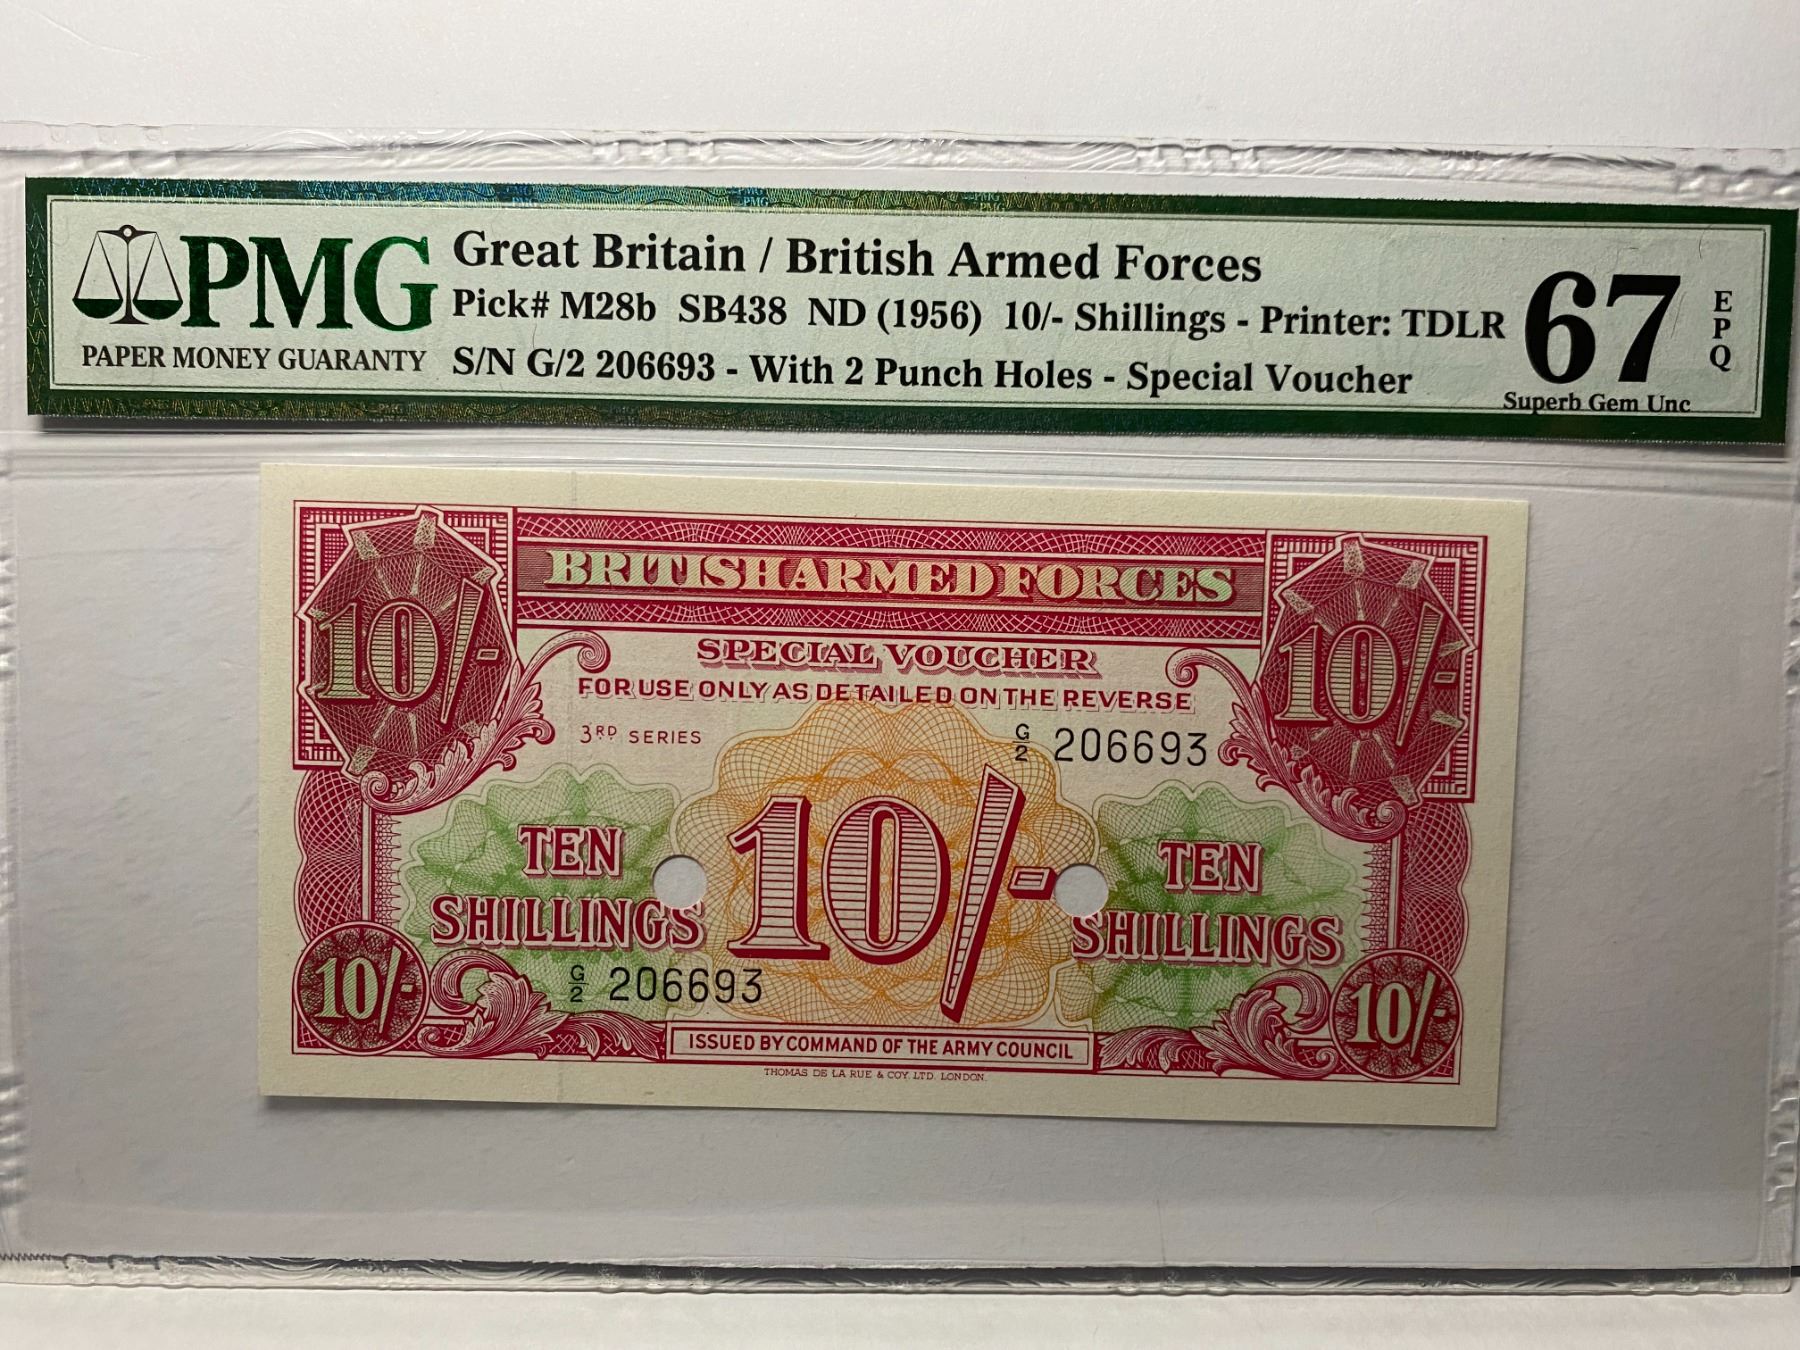 PMG
PAPER MONEY GUARANTY
Great Britain / British Armed Forces
Pick# M28b SB438 ND (1956) 10/- Shillings - Printer: TDLR
S/N G/2 206693 - With 2 Punch Holes - Special Voucher
67
EPQ
Superb Gem Unc
10/-
BRITISH ARMED FORCES
10/-
SPECIAL VOUCHER
FOR USE ONLY AS DETAILED ON THE REVERSE
3RD SERIES
G/2 206693
TEN SHILLINGS
10/-
TEN SHILLINGS
G/2 206693
10/-
10/-
ISSUED BY COMMAND OF THE ARMY COUNCIL
THOMAS DE LA RUE & COY. LTD. LONDON.